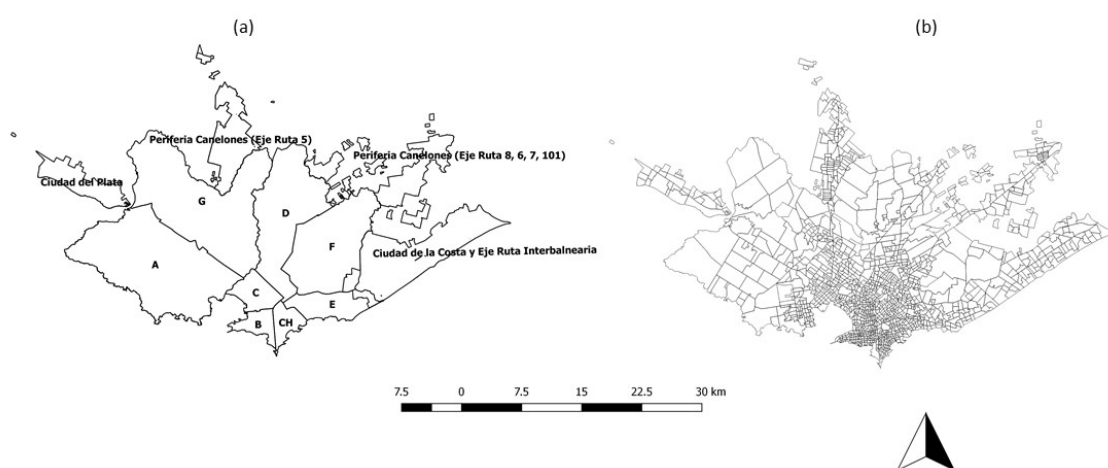 (a)
(b)
Periferia Canelones (Eje Ruta 5)
Periferia Canelones (Eje Ruta 8, 6, 7, 101)
Ciudad del Plata
G
D
Ciudad de la Costa y Eje Ruta Interbalnearia
F
A
C
E
B
CH
7.5 0 7.5 15 22.5 30 km